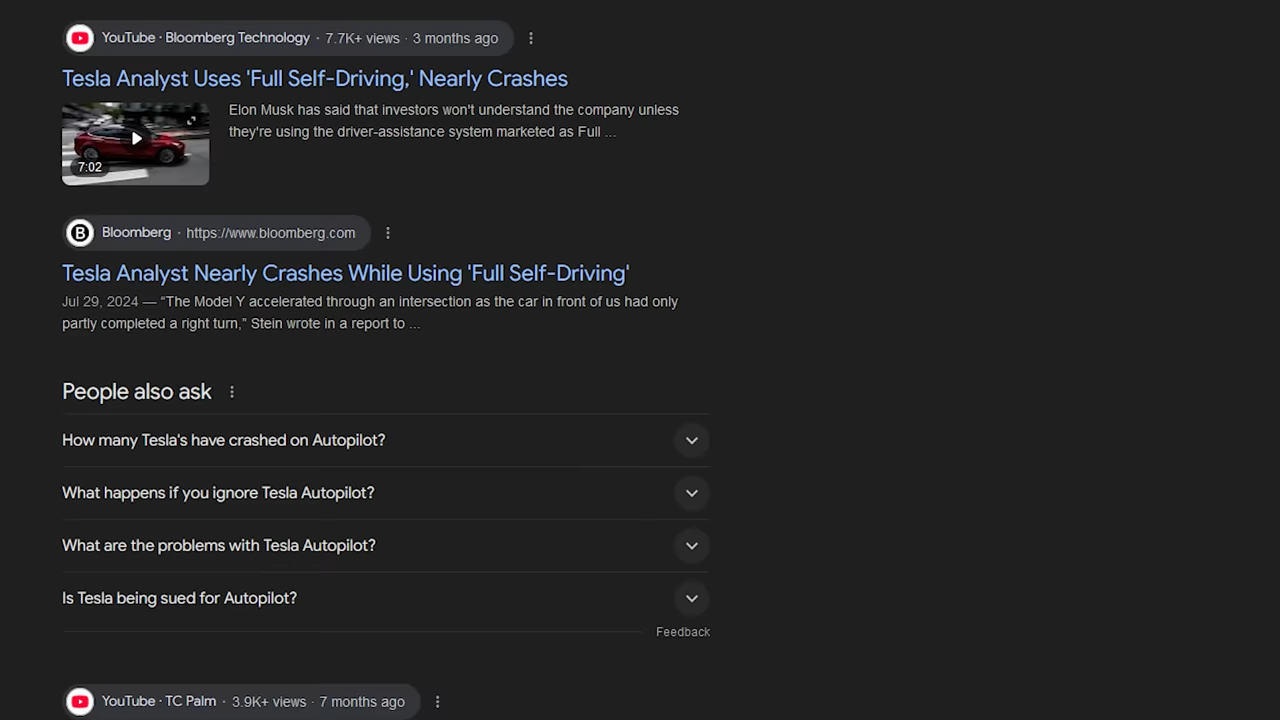 YouTube · Bloomberg Technology · 7.7K+ views · 3 months ago
Tesla Analyst Uses 'Full Self-Driving,' Nearly Crashes
Elon Musk has said that investors won't understand the company unless
they're using the driver-assistance system marketed as Full ...
7:02
B Bloomberg · https://www.bloomberg.com
Tesla Analyst Nearly Crashes While Using 'Full Self-Driving'
Jul 29, 2024 — “The Model Y accelerated through an intersection as the car in front of us had only
partly completed a right turn,” Stein wrote in a report to ...
People also ask
How many Tesla's have crashed on Autopilot?
What happens if you ignore Tesla Autopilot?
What are the problems with Tesla Autopilot?
Is Tesla being sued for Autopilot?
Feedback
YouTube · TC Palm · 3.9K+ views · 7 months ago